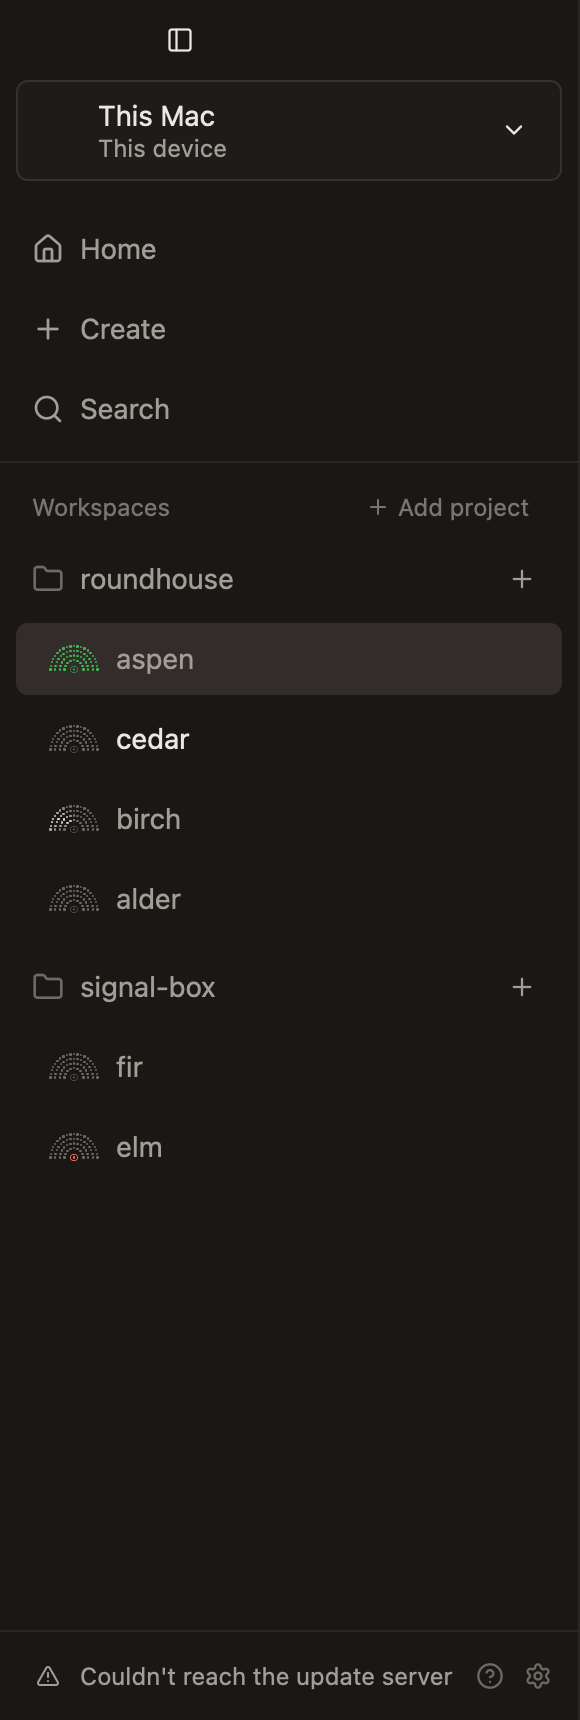 This Mac
This device
Home
Create
Search
Workspaces
+ Add project
roundhouse
aspen
cedar
birch
alder
signal-box
fir
elm
Couldn't reach the update server